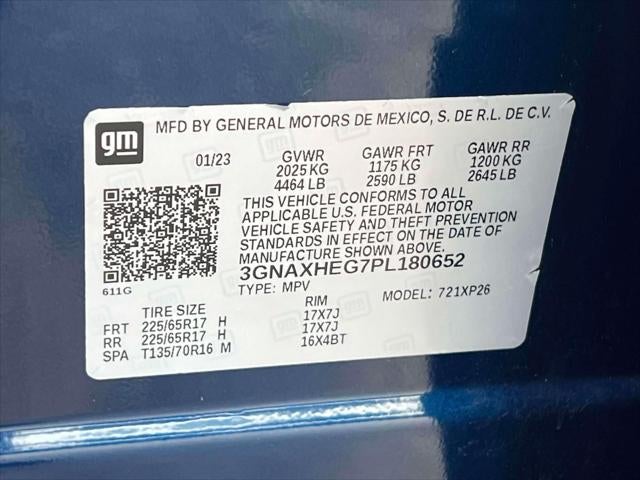 gm
MFD BY GENERAL MOTORS DE MEXICO, S. DE R.L. DE C.V.
01/23 GVWR GAWR FRT GAWR RR
2025 KG 1175 KG 1200 KG
4464 LB 2590 LB 2645 LB
THIS VEHICLE CONFORMS TO ALL
APPLICABLE U.S. FEDERAL MOTOR
VEHICLE SAFETY AND THEFT PREVENTION
STANDARDS IN EFFECT ON THE DATE OF
MANUFACTURE SHOWN ABOVE.
3GNAXHEG7PL180652
611G
TYPE: MPV MODEL: 721XP26
TIRE SIZE RIM
FRT 225/65R17 H 17X7J
RR 225/65R17 H 17X7J
SPA T135/70R16 M 16X4BT